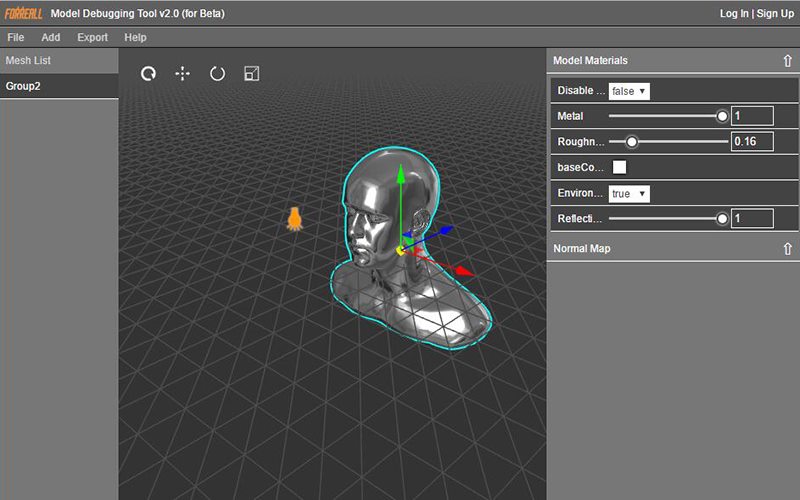 FORREALL Model Debugging Tool v2.0 (for Beta) Log In | Sign Up
File Add Export Help
Mesh List
Group2
Model Materials
Disable ... false
Metal 1
Roughn... 0.16
baseCo...
Environ... true
Reflecti... 1
Normal Map